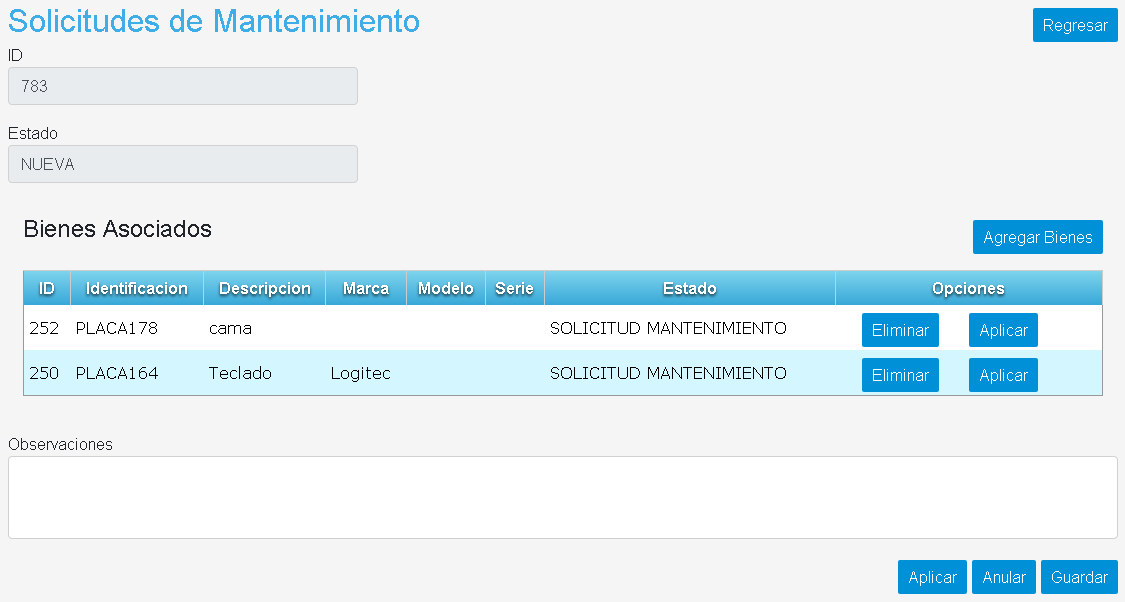 Solicitudes de Mantenimiento
Regresar
ID
783
Estado
NUEVA
Bienes Asociados
Agregar Bienes
ID Identificacion Descripcion Marca Modelo Serie Estado Opciones
252 PLACA178 cama SOLICITUD MANTENIMIENTO Eliminar Aplicar
250 PLACA164 Teclado Logitec SOLICITUD MANTENIMIENTO Eliminar Aplicar
Observaciones
Aplicar Anular Guardar